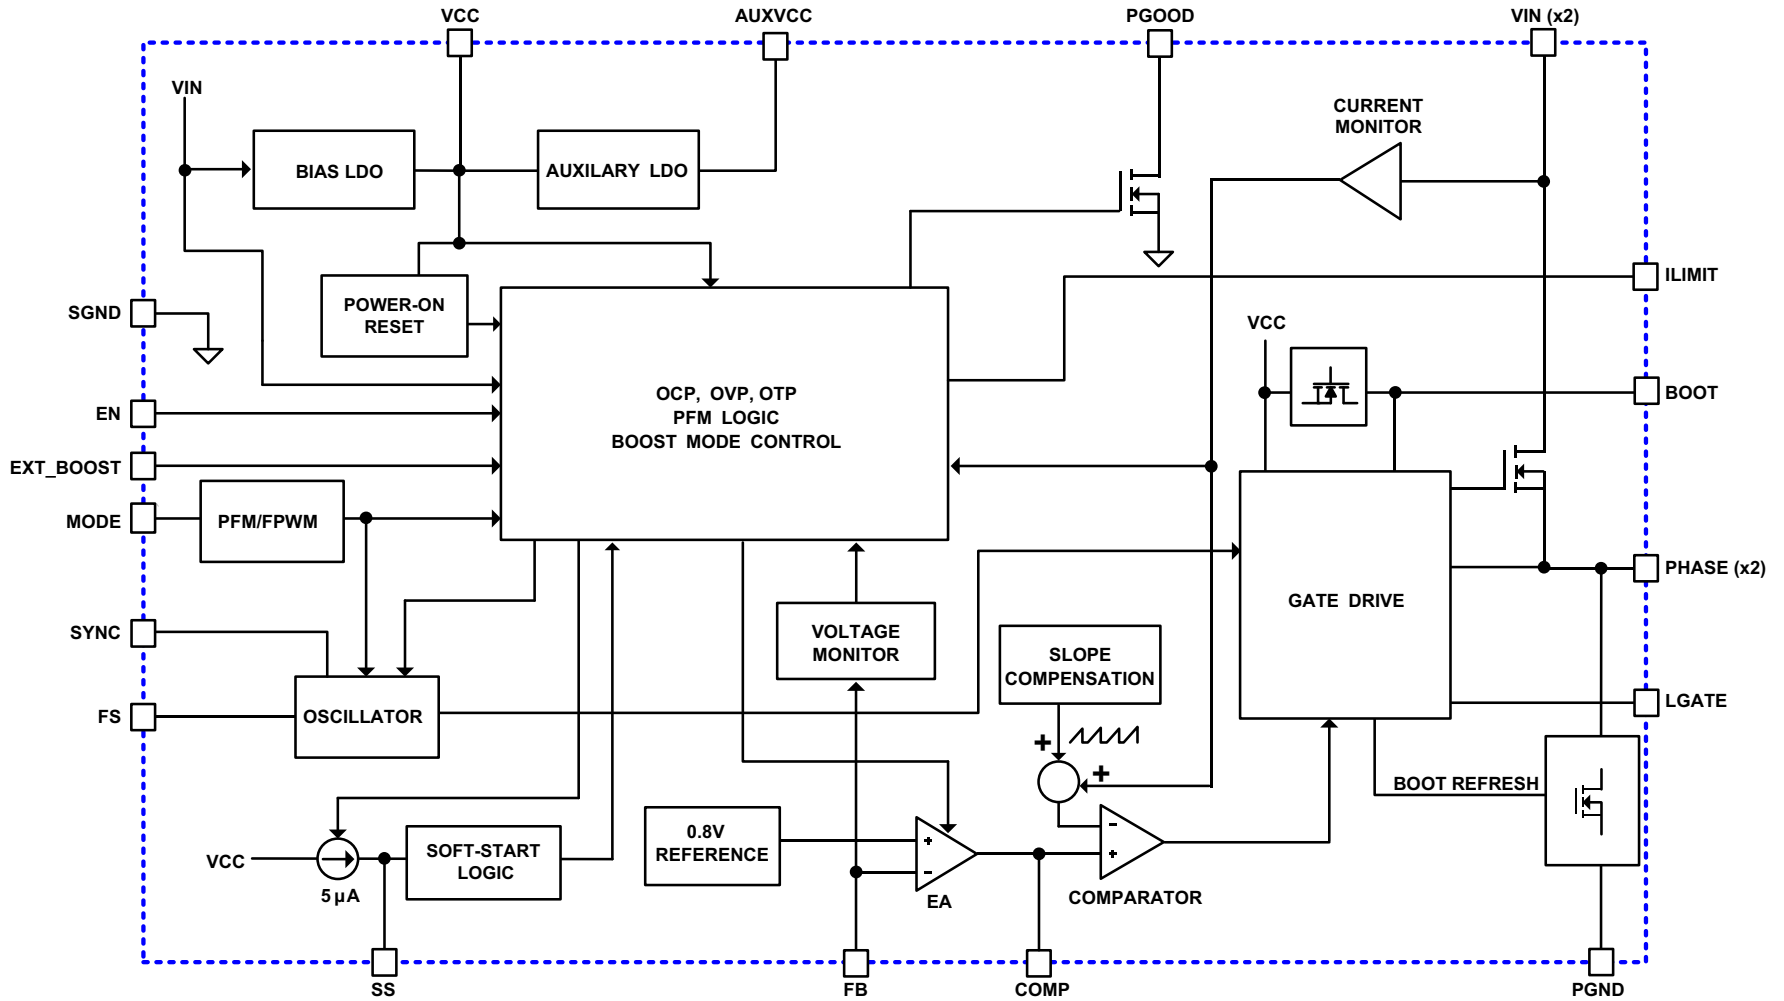 VCC
AUXVCC
PGOOD
VIN (x2)
VIN
CURRENT
MONITOR
BIAS LDO
AUXILARY LDO
ILIMIT
POWER-ON
RESET
SGND
VCC
BOOT
OCP, OVP, OTP
PFM LOGIC
BOOST MODE CONTROL
EN
EXT_BOOST
MODE
PFM/FPWM
PHASE (x2)
GATE DRIVE
SYNC
VOLTAGE
MONITOR
SLOPE
COMPENSATION
FS
OSCILLATOR
LGATE
+
+
BOOT REFRESH
0.8V
REFERENCE
+
-
EA
-
+
COMPARATOR
VCC
5 µA
SOFT-START
LOGIC
SS
FB
COMP
PGND